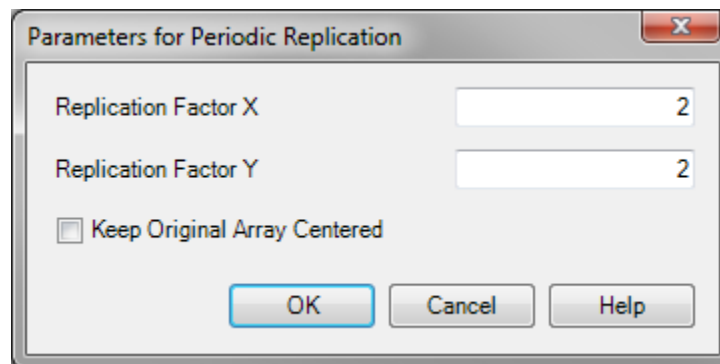 Parameters for Periodic Replication
Replication Factor X 2
Replication Factor Y 2
Keep Original Array Centered
OK Cancel Help